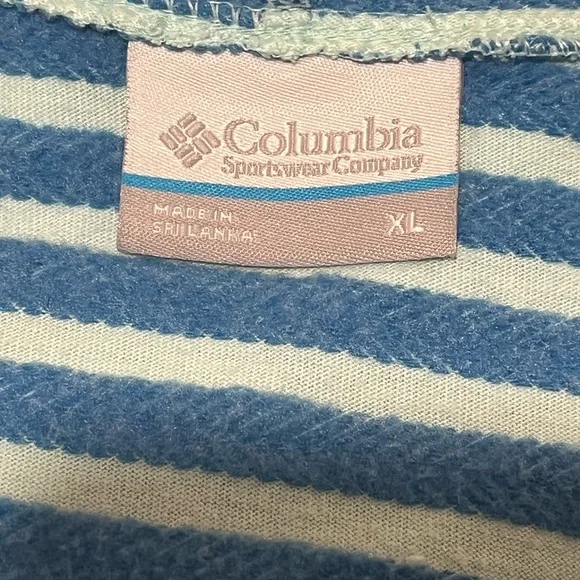 Columbia
Sportswear Company
MADE IN
SRI LANKA
XL